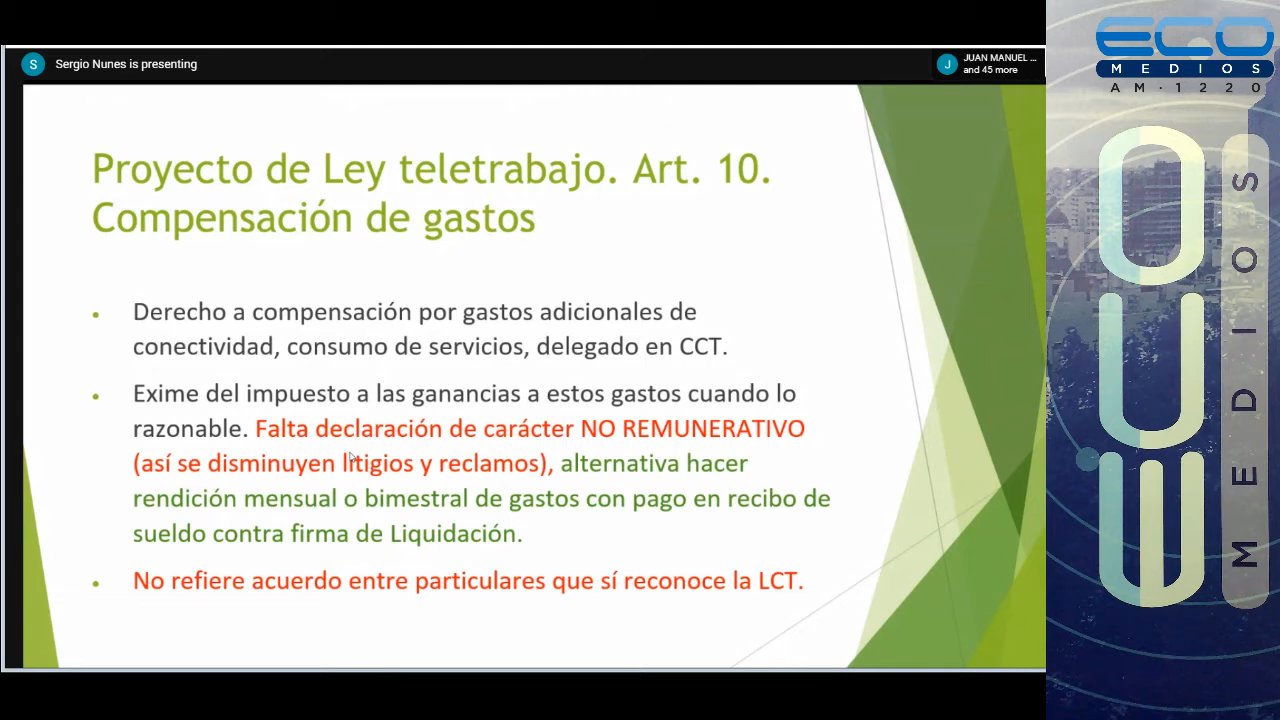 S
Sergio Nunes is presenting
J
JUAN MANUEL ...
and 45 more
Proyecto de Ley teletrabajo. Art. 10.
Compensación de gastos
• Derecho a compensación por gastos adicionales de
conectividad, consumo de servicios, delegado en CCT.
• Exime del impuesto a las ganancias a estos gastos cuando lo
razonable. Falta declaración de carácter NO REMUNERATIVO
(así se disminuyen litigios y reclamos), alternativa hacer
rendición mensual o bimestral de gastos con pago en recibo de
sueldo contra firma de Liquidación.
• No refiere acuerdo entre particulares que sí reconoce la LCT.
ECO
MEDIOS
AM·1220
ECO
MEDIOS